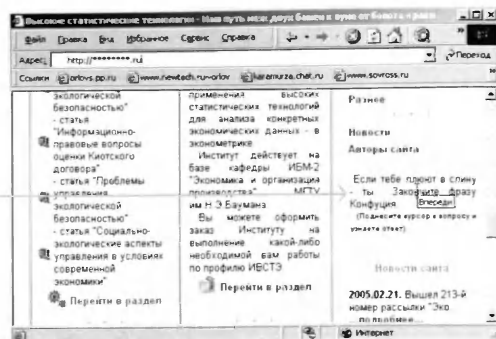 Высокие статистические технологии - Нам путь меж двух башен к
Файл Правка Вид Избранное Сервис Справка
Адрес: http://********.ru/
Переход
Ссылки orlovs.pp.ru www.newtech.ru~orlov karamurza.chat.ru www.sovross.ru
экологической
безопасностью"
- статья
"Информационно-
правовые вопросы
оценки Киотского
договора"
- статья "Проблемы
управления
экологической
безопасностью"
- статья "Социально-
экологические аспекты
управления в условиях
современной
экономики"
Перейти в раздел
применения высоких
статистических технологий
для анализа конкретных
экономических данных - в
эконометрике
Институт действует на
базе кафедры ИБМ-2
"Экономика и организация
производства" МГТУ
им Н Э Баумана
Вы можете оформить
заказ Институту на
выполнение какой-либо
необходимой вам работы
по профилю ИВСТЭ
Перейти в раздел
Разное
Новости
Авторы сайта
Если тебе плюют в спину
- ты Закончите фразу
Конфуция Впереди
(Поднесите курсор к вопросу и
узнаете ответ)
Новости сайта
2005.02.21. Вышел 213-й
номер рассылки "Эко
подробнее
Интернет